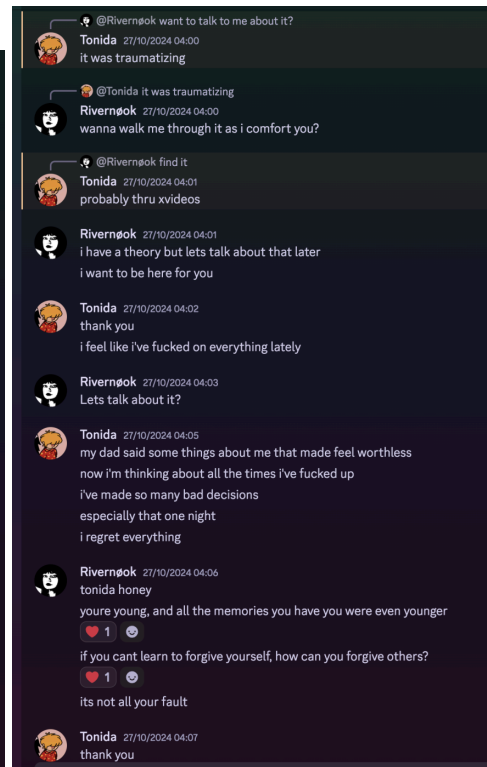 @Rivernøok want to talk to me about it?
Tonida 27/10/2024 04:00
it was traumatizing
@Tonida it was traumatizing
Rivernøok 27/10/2024 04:00
wanna walk me through it as i comfort you?
@Rivernøok find it
Tonida 27/10/2024 04:01
probably thru xvideos
Rivernøok 27/10/2024 04:01
i have a theory but lets talk about that later
i want to be here for you
Tonida 27/10/2024 04:02
thank you
i feel like i've fucked on everything lately
Rivernøok 27/10/2024 04:03
Lets talk about it?
Tonida 27/10/2024 04:05
my dad said some things about me that made feel worthless
now i'm thinking about all the times i've fucked up
i've made so many bad decisions
especially that one night
i regret everything
Rivernøok 27/10/2024 04:06
tonida honey
youre young, and all the memories you have you were even younger
1
if you cant learn to forgive yourself, how can you forgive others?
1
its not all your fault
Tonida 27/10/2024 04:07
thank you